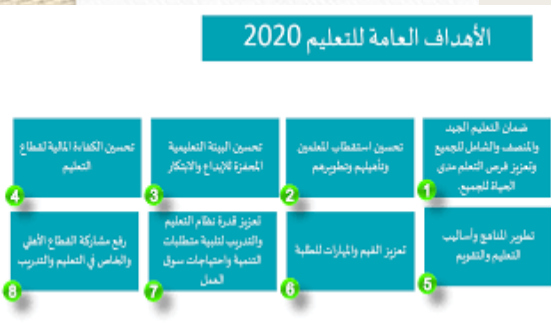 الأهداف العامة للتعليم 2020
ضمان التعليم الجيد
والمنصف والشامل للجميع
وتعزيز فرص التعلم مدى
الحياة للجميع.
1
تحسين استقطاب المعلمين
وتأهيلهم وتطويرهم
2
تحسين البيئة التعليمية
المحفزة للإبداع والابتكار
3
تحسين الكفاءة المالية لقطاع
التعليم
4
تطوير المناهج وأساليب
التعليم والتقويم
5
تعزيز القيم والمهارات للطلبة
6
تعزيز قدرة نظام التعليم
والتدريب لتلبية متطلبات
التنمية واحتياجات سوق
العمل
7
رفع مشاركة القطاع الأهلي
والخاص في التعليم والتدريب
8